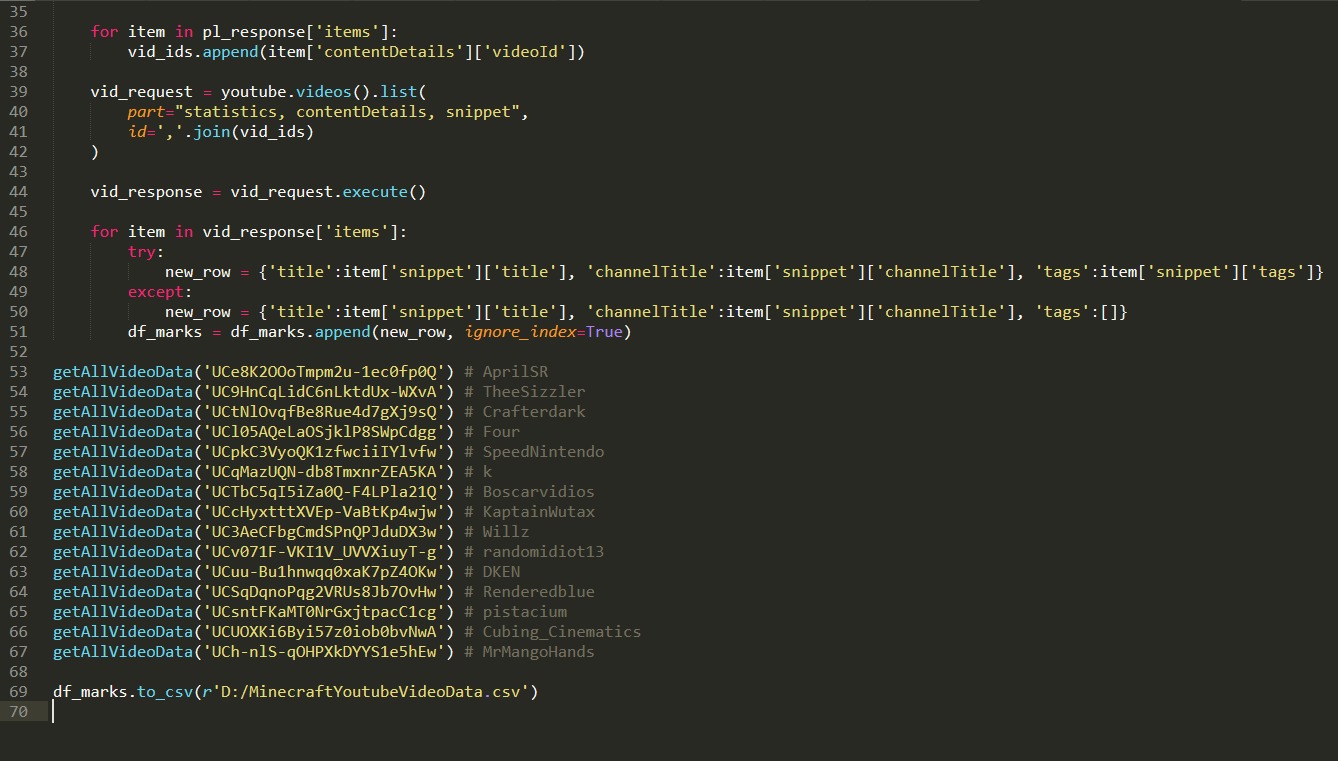 35
36 for item in pl_response['items']:
37 vid_ids.append(item['contentDetails']['videoId'])
38
39 vid_request = youtube.videos().list(
40 part="statistics, contentDetails, snippet",
41 id=','.join(vid_ids)
42 )
43
44 vid_response = vid_request.execute()
45
46 for item in vid_response['items']:
47 try:
48 new_row = {'title':item['snippet']['title'], 'channelTitle':item['snippet']['channelTitle'], 'tags':item['snippet']['tags']}
49 except:
50 new_row = {'title':item['snippet']['title'], 'channelTitle':item['snippet']['channelTitle'], 'tags':[]}
51 df_marks = df_marks.append(new_row, ignore_index=True)
52
53 getAllVideoData('UCe8K2OOoTmpm2u-1ec0fp0Q') # AprilSR
54 getAllVideoData('UC9HnCqLidC6nLktdUx-WXvA') # TheeSizzler
55 getAllVideoData('UCtNlOvqfBe8Rue4d7gXj9sQ') # Crafterdark
56 getAllVideoData('UCl05AQeLaOSjklP8SWpCdgg') # Four
57 getAllVideoData('UCpkC3VyoQK1zfwciiIYlvfw') # SpeedNintendo
58 getAllVideoData('UCqMazUQN-db8TmxnrZEA5KA') # k
59 getAllVideoData('UCTbC5qI5iZa0Q-F4LPla21Q') # Boscarvidios
60 getAllVideoData('UCcHyxtttXVEp-VaBtKp4wjw') # KaptainWutax
61 getAllVideoData('UC3AeCFbgCmdSPnQPJduDX3w') # Willz
62 getAllVideoData('UCv071F-VKI1V_UVVXiuyT-g') # randomidiot13
63 getAllVideoData('UCuu-Bu1hnwqq0xaK7pZ4OKw') # DKEN
64 getAllVideoData('UCSqDqnoPqg2VRUs8Jb7OvHw') # Renderedblue
65 getAllVideoData('UCsntFKaMT0NrGxjtpacC1cg') # pistacium
66 getAllVideoData('UCUOXKi6Byi57z0iob0bvNwA') # Cubing_Cinematics
67 getAllVideoData('UCh-nlS-qOHPXkDYYS1e5hEw') # MrMangoHands
68
69 df_marks.to_csv(r'D:/MinecraftYoutubeVideoData.csv')
70